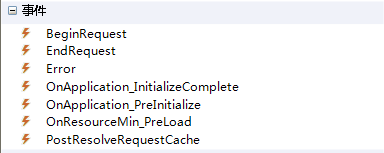 事件
BeginRequest
EndRequest
Error
OnApplication_InitializeComplete
OnApplication_PreInitialize
OnResourceMin_PreLoad
PostResolveRequestCache